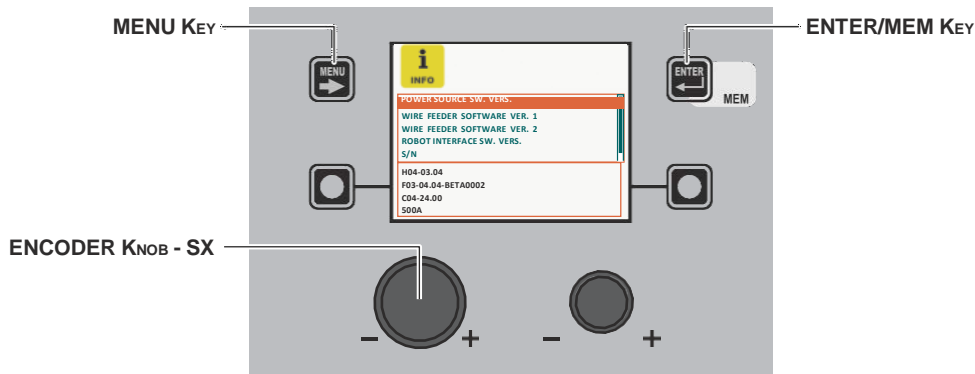 MENU KEY
ENTER/MEM KEY
MENU
i
INFO
ENTER
MEM
POWER SOURCE SW. VERS.
WIRE FEEDER SOFTWARE VER. 1
WIRE FEEDER SOFTWARE VER. 2
ROBOT INTERFACE SW. VERS.
S/N
H04-03.04
F03-04.04-BETA0002
C04-24.00
S00A
ENCODER KNOB - SX
− +
− +